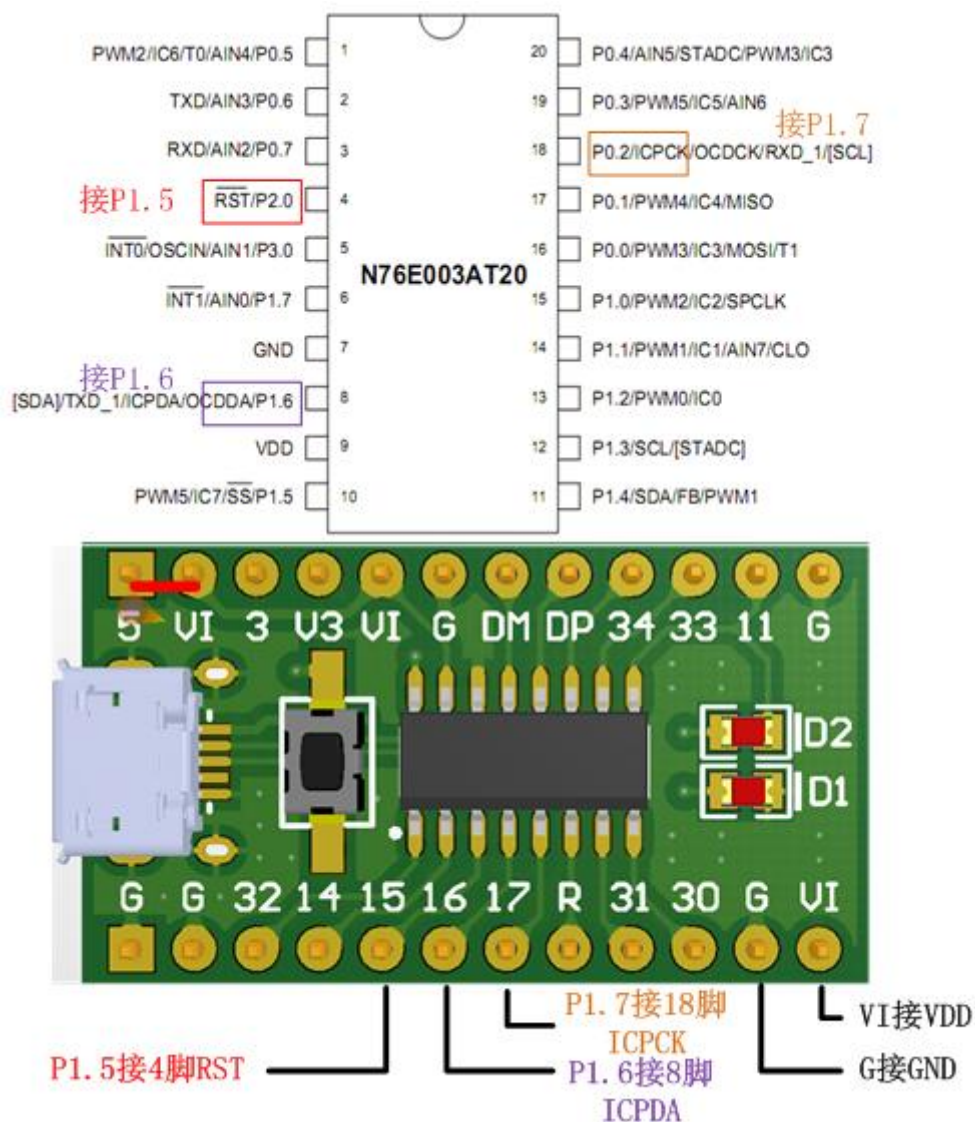 PWM2/IC6/T0/AIN4/P0.5 1 20 P0.4/AIN5/STADC/PWM3/IC3
TXD/AIN3/P0.6 2 19 P0.3/PWM5/IC5/AIN6
接P1.7
RXD/AIN2/P0.7 3 18 P0.2/ICPCK/OCDCK/RXD_1/[SCL]
接P1.5 RST/P2.0 4 17 P0.1/PWM4/IC4/MISO
INT0/OSCIN/AIN1/P3.0 5 16 P0.0/PWM3/IC3/MOSI/T1
N76E003AT20
INT1/AIN0/P1.7 6 15 P1.0/PWM2/IC2/SPCLK
GND 7 14 P1.1/PWM1/IC1/AIN7/CLO
接P1.6
[SDA]/TXD_1/ICPDA/OCDDA/P1.6 8 13 P1.2/PWM0/IC0
VDD 9 12 P1.3/SCL/[STADC]
PWM5/IC7/SS/P1.5 10 11 P1.4/SDA/FB/PWM1
5 VI 3 V3 VI G DM DP 34 33 11 G
D2
D1
G G 32 14 15 16 17 R 31 30 G VI
P1.7接18脚
ICPCK
VI接VDD
P1.5接4脚RST
P1.6接8脚
ICPDA
G接GND